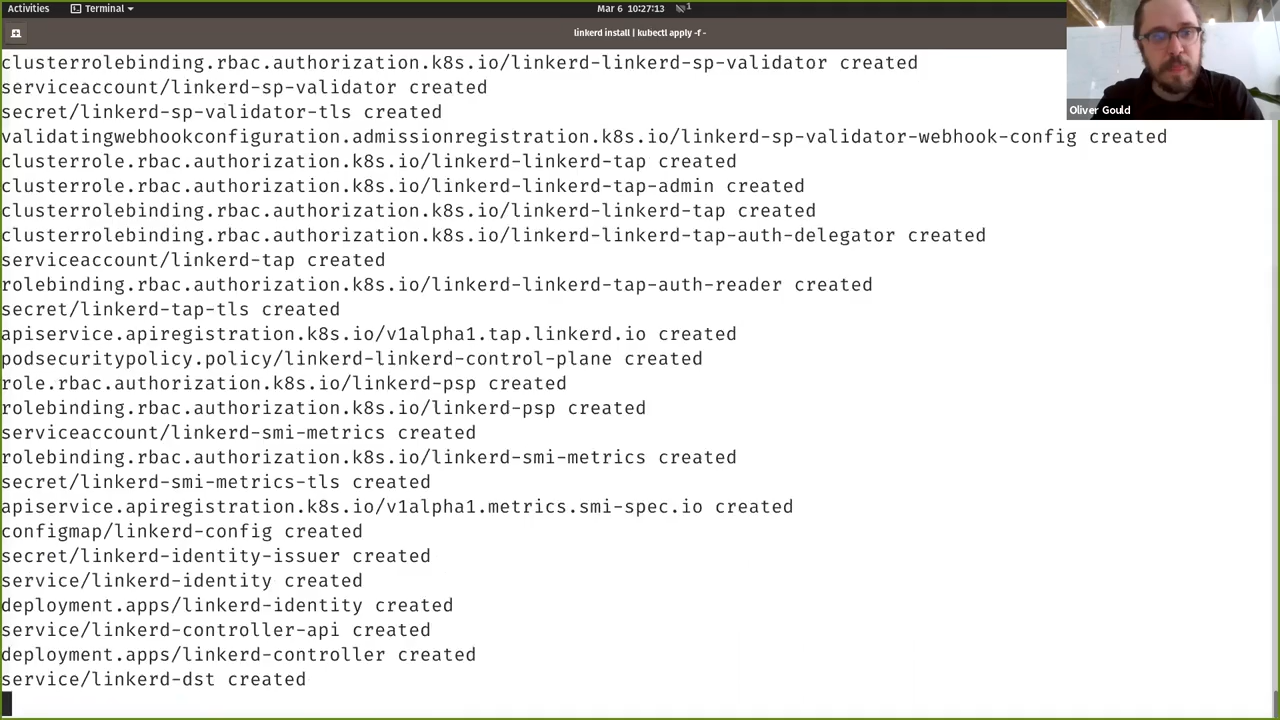 Activities
Terminal
Mar 6 10:27:13
1
linkerd install | kubectl apply -f -
Oliver Gould
clusterrolebinding.rbac.authorization.k8s.io/linkerd-linkerd-sp-validator created
serviceaccount/linkerd-sp-validator created
secret/linkerd-sp-validator-tls created
validatingwebhookconfiguration.admissionregistration.k8s.io/linkerd-sp-validator-webhook-config created
clusterrole.rbac.authorization.k8s.io/linkerd-linkerd-tap created
clusterrole.rbac.authorization.k8s.io/linkerd-linkerd-tap-admin created
clusterrolebinding.rbac.authorization.k8s.io/linkerd-linkerd-tap created
clusterrolebinding.rbac.authorization.k8s.io/linkerd-linkerd-tap-auth-delegator created
serviceaccount/linkerd-tap created
rolebinding.rbac.authorization.k8s.io/linkerd-linkerd-tap-auth-reader created
secret/linkerd-tap-tls created
apiservice.apiregistration.k8s.io/v1alpha1.tap.linkerd.io created
podsecuritypolicy.policy/linkerd-linkerd-control-plane created
role.rbac.authorization.k8s.io/linkerd-psp created
rolebinding.rbac.authorization.k8s.io/linkerd-psp created
serviceaccount/linkerd-smi-metrics created
rolebinding.rbac.authorization.k8s.io/linkerd-smi-metrics created
secret/linkerd-smi-metrics-tls created
apiservice.apiregistration.k8s.io/v1alpha1.metrics.smi-spec.io created
configmap/linkerd-config created
secret/linkerd-identity-issuer created
service/linkerd-identity created
deployment.apps/linkerd-identity created
service/linkerd-controller-api created
deployment.apps/linkerd-controller created
service/linkerd-dst created